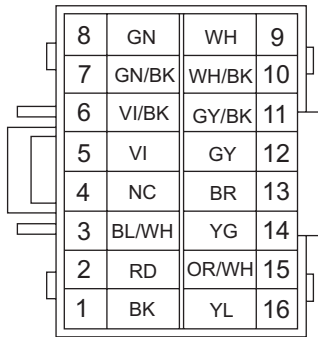 8 GN WH 9
7 GN/BK WH/BK 10
6 VI/BK GY/BK 11
5 VI GY 12
4 NC BR 13
3 BL/WH YG 14
2 RD OR/WH 15
1 BK YL 16